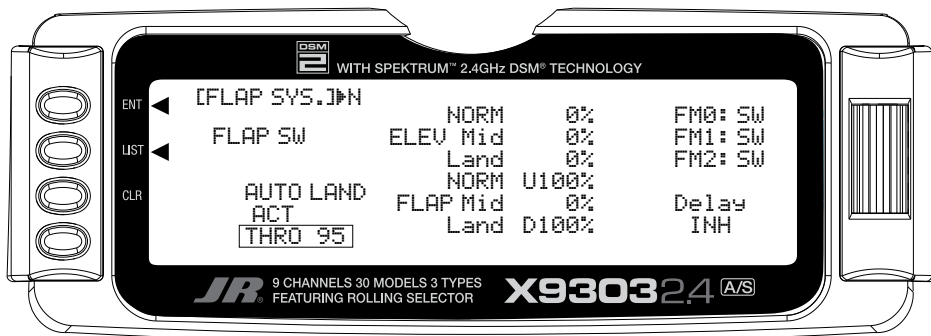 DSM
2
WITH SPEKTRUM™ 2.4GHz DSM® TECHNOLOGY
ENT
LIST
CLR
[FLAP SYS.]▶N
FLAP SW
AUTO LAND
ACT
THRO 95
NORM 0%
ELEV Mid 0%
Land 0%
NORM U100%
FLAP Mid 0%
Land D100%
FM0: SW
FM1: SW
FM2: SW
Delay
INH
JR®
9 CHANNELS 30 MODELS 3 TYPES
FEATURING ROLLING SELECTOR
X9303 2.4 A/S